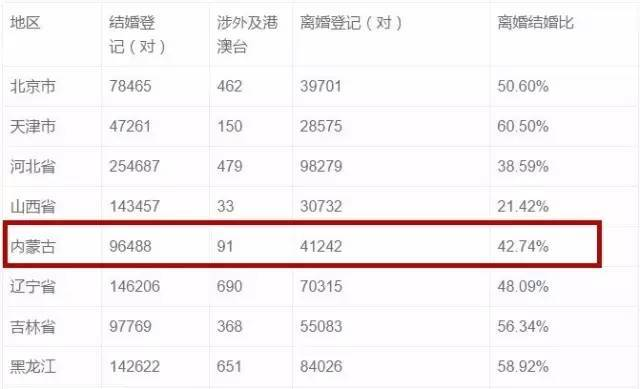 地区 结婚登记（对） 涉外及港澳台 离婚登记（对） 离婚结婚比
北京市 78465 462 39701 50.60%
天津市 47261 150 28575 60.50%
河北省 254687 479 98279 38.59%
山西省 143457 33 30732 21.42%
内蒙古 96488 91 41242 42.74%
辽宁省 146206 690 70315 48.09%
吉林省 97769 368 55083 56.34%
黑龙江 142622 651 84026 58.92%